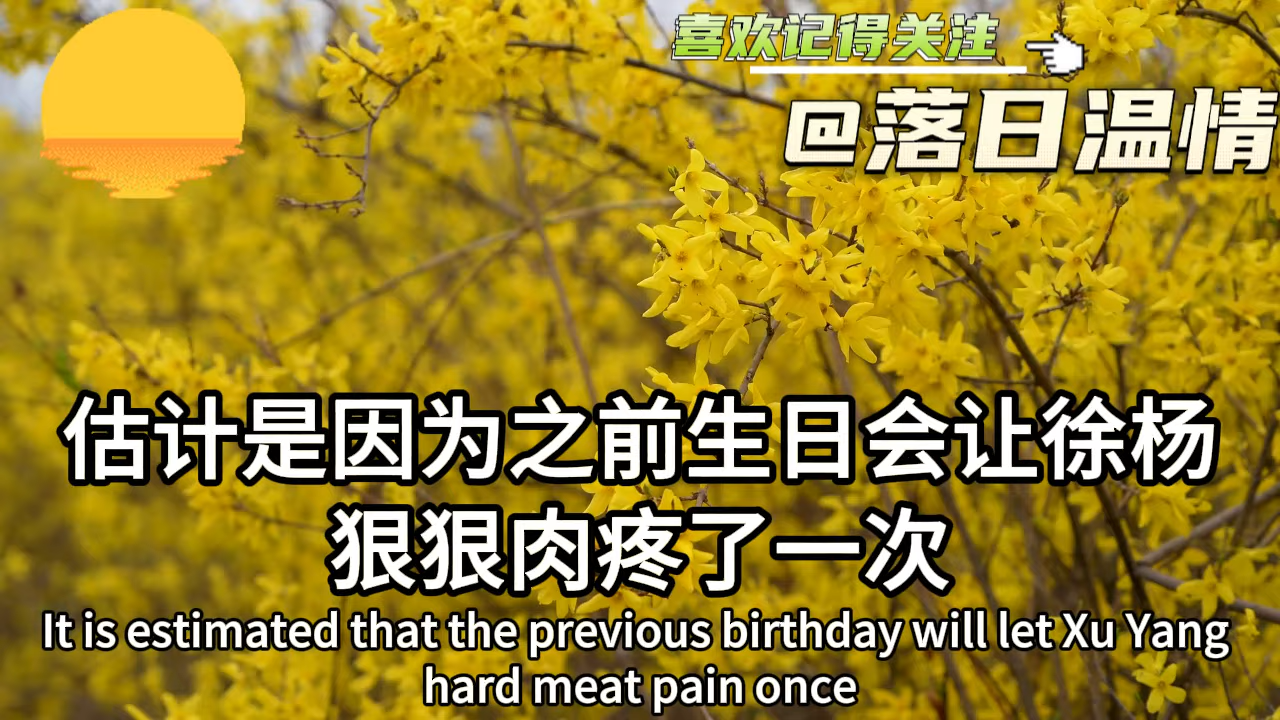 喜欢记得关注
@落日温情
估计是因为之前生日会让徐杨
狠狠肉疼了一次
It is estimated that the previous birthday will let Xu Yang
hard meat pain once